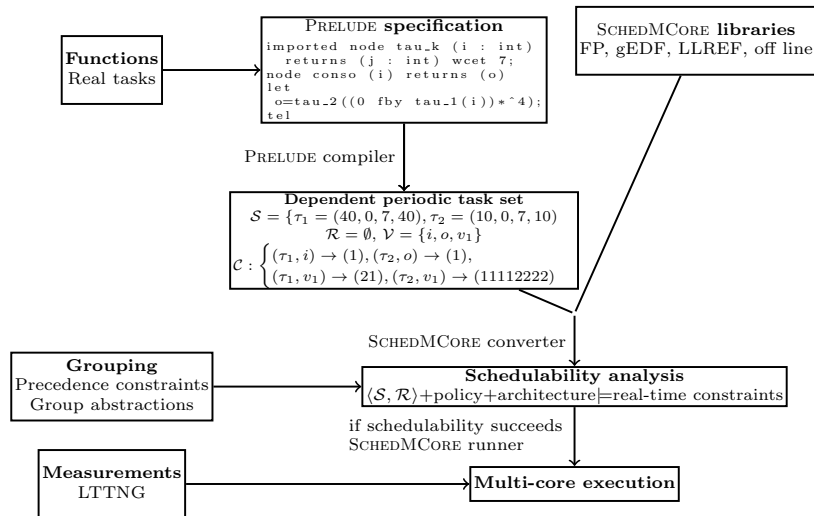 Functions
Real tasks
PRELUDE specification
imported node tau_k (i : int)
returns (j : int) wcet 7;
node conso (i) returns (o)
let
o=tau_2((0 fby tau_1(i))*^4);
tel
SCHEDMCORE libraries
FP, gEDF, LLREF, off line
PRELUDE compiler
Dependent periodic task set
𝒮 = {τ₁ = (40, 0, 7, 40), τ₂ = (10, 0, 7, 10)
ℛ = ∅, 𝒱 = {i, o, v₁}
𝒞 : { (τ₁, i) → (1), (τ₂, o) → (1),
(τ₁, v₁) → (21), (τ₂, v₁) → (11112222)
SCHEDMCORE converter
Grouping
Precedence constraints
Group abstractions
Schedulability analysis
⟨𝒮, ℛ⟩+policy+architecture|=real-time constraints
if schedulability succeeds
SCHEDMCORE runner
Measurements
LTTNG
Multi-core execution